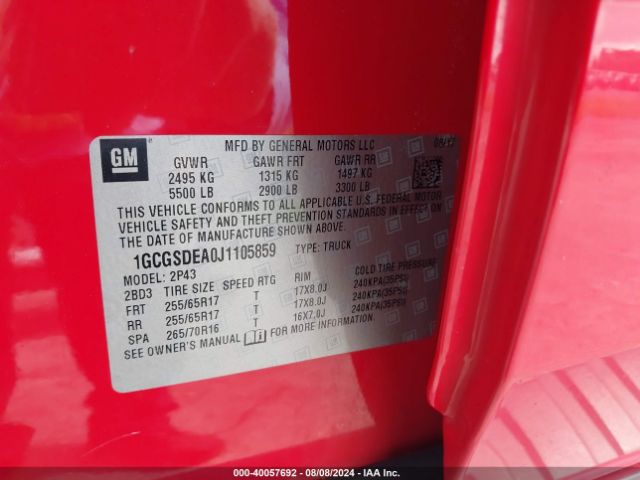 GM
MFD BY GENERAL MOTORS LLC 08/17
GVWR GAWR FRT GAWR RR
2495 KG 1315 KG 1497 KG
5500 LB 2900 LB 3300 LB
THIS VEHICLE CONFORMS TO ALL APPLICABLE U.S. FEDERAL MOTOR
VEHICLE SAFETY AND THEFT PREVENTION STANDARDS IN EFFECT ON
THE DATE OF MANUFACTURE SHOWN ABOVE.
1GCGSDEA0J1105859 TYPE: TRUCK
MODEL: 2P43
2BD3 TIRE SIZE SPEED RTG RIM COLD TIRE PRESSURE
FRT 255/65R17 T 17X8.0J 240KPA(35PSI)
RR 255/65R17 T 17X8.0J 240KPA(35PSI)
SPA 265/70R16 T 16X7.0J 240KPA(35PSI)
SEE OWNER'S MANUAL FOR MORE INFORMATION
000-40057692 - 08/08/2024 - IAA Inc.